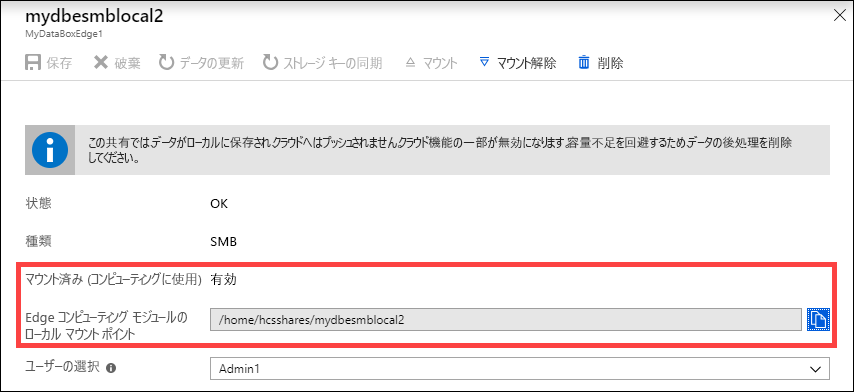 mydbesmblocal2
MyDataBoxEdge1
保存 破棄 データの更新 ストレージ キーの同期 マウント マウント解除 削除
この共有ではデータがローカルに保存されクラウドへはプッシュされません,クラウド機能の一部が無効になります,容量不足を回避するためデータの後処理を削除
してください。
状態 OK
種類 SMB
マウント済み (コンピューティングに使用) 有効
Edge コンピューティング モジュールの
ローカル マウント ポイント
/home/hcsshares/mydbesmblocal2
ユーザーの選択 Admin1